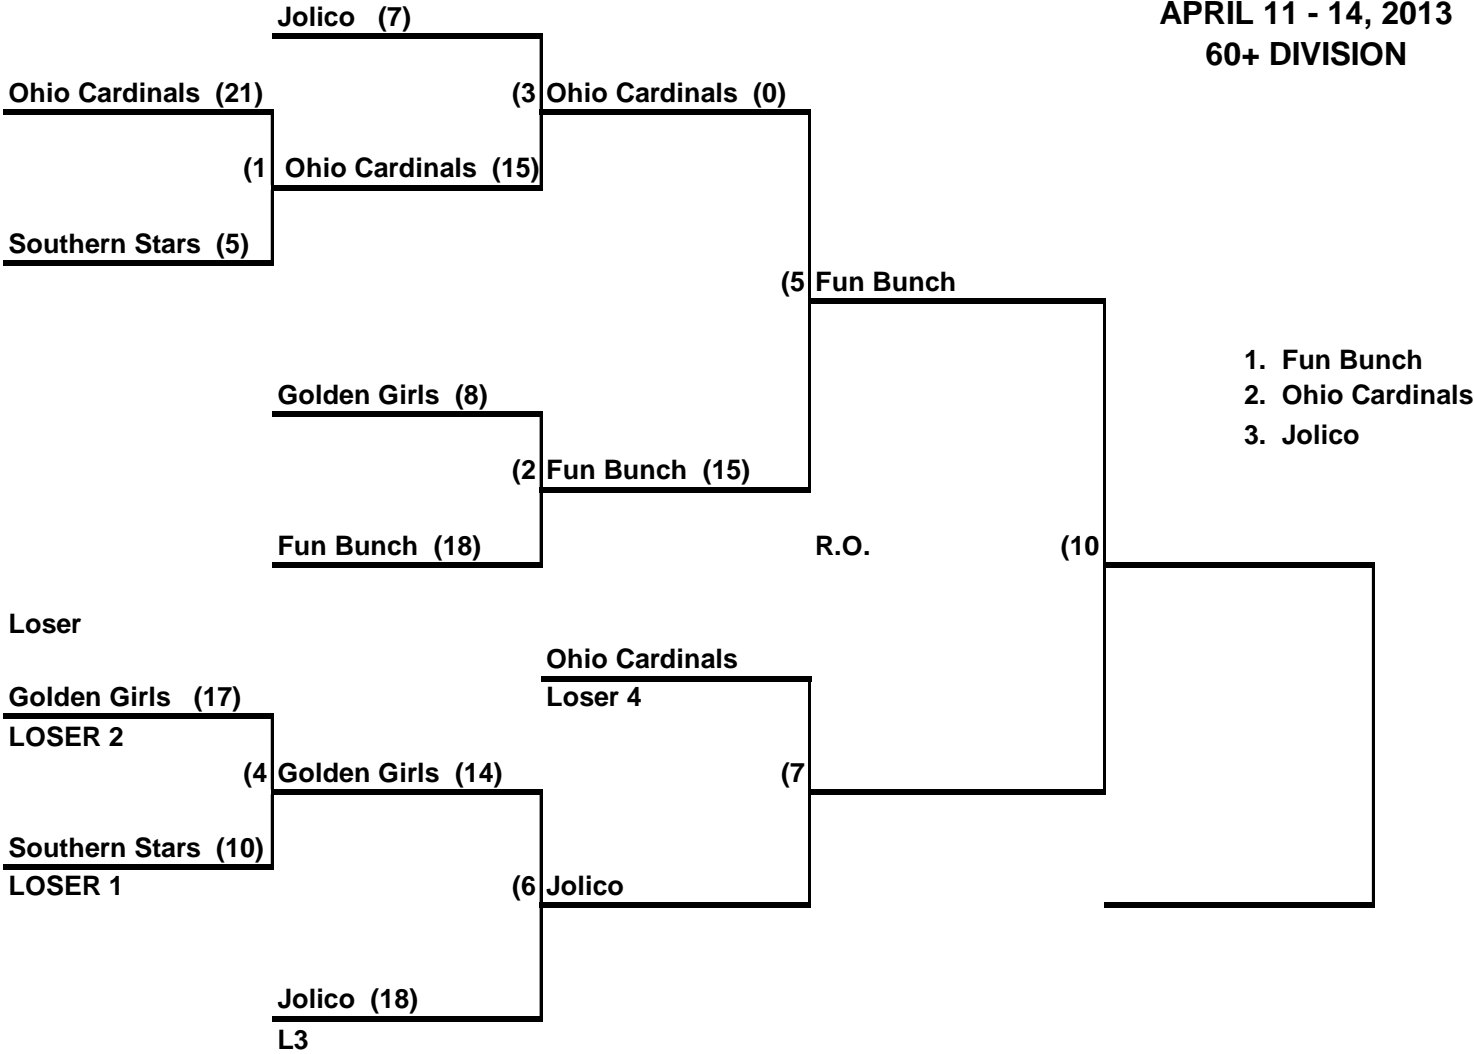 APRIL 11 - 14, 2013
60+ DIVISION
Jolico (7)
Ohio Cardinals (21)
(3 Ohio Cardinals (0)
(1 Ohio Cardinals (15)
Southern Stars (5)
(5 Fun Bunch
1. Fun Bunch
2. Ohio Cardinals
3. Jolico
Golden Girls (8)
(2 Fun Bunch (15)
Fun Bunch (18)
R.O. (10
Loser
Ohio Cardinals
Loser 4
Golden Girls (17)
LOSER 2
(4 Golden Girls (14)
(7
Southern Stars (10)
LOSER 1
(6 Jolico
Jolico (18)
L3